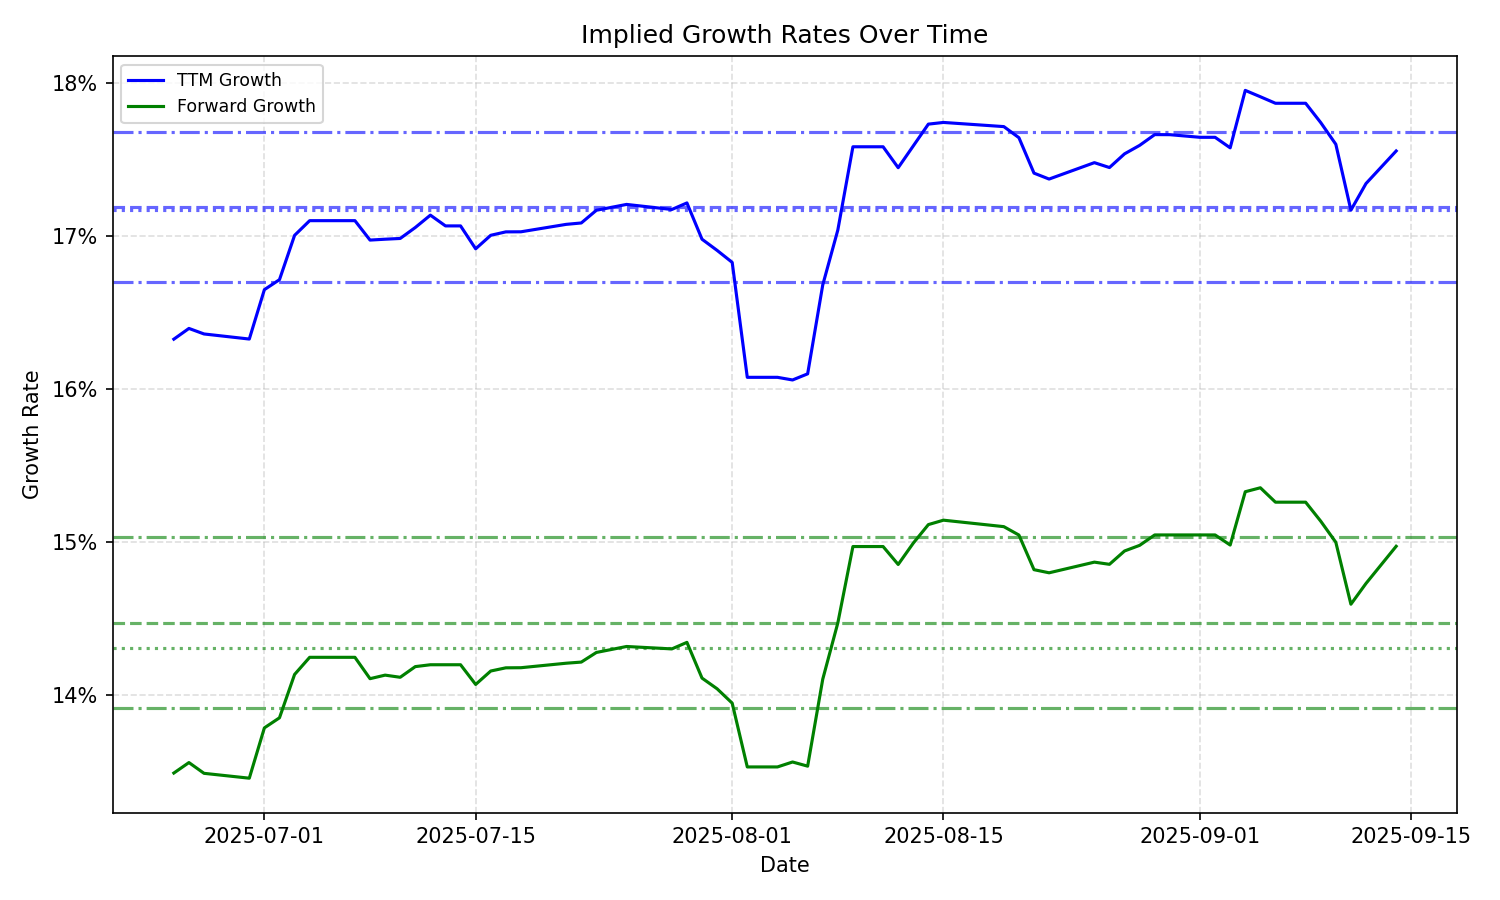 Implied Growth Rates Over Time
TTM Growth
Forward Growth
18%
17%
16%
15%
14%
Growth Rate
2025-07-01
2025-07-15
2025-08-01
2025-08-15
2025-09-01
2025-09-15
Date